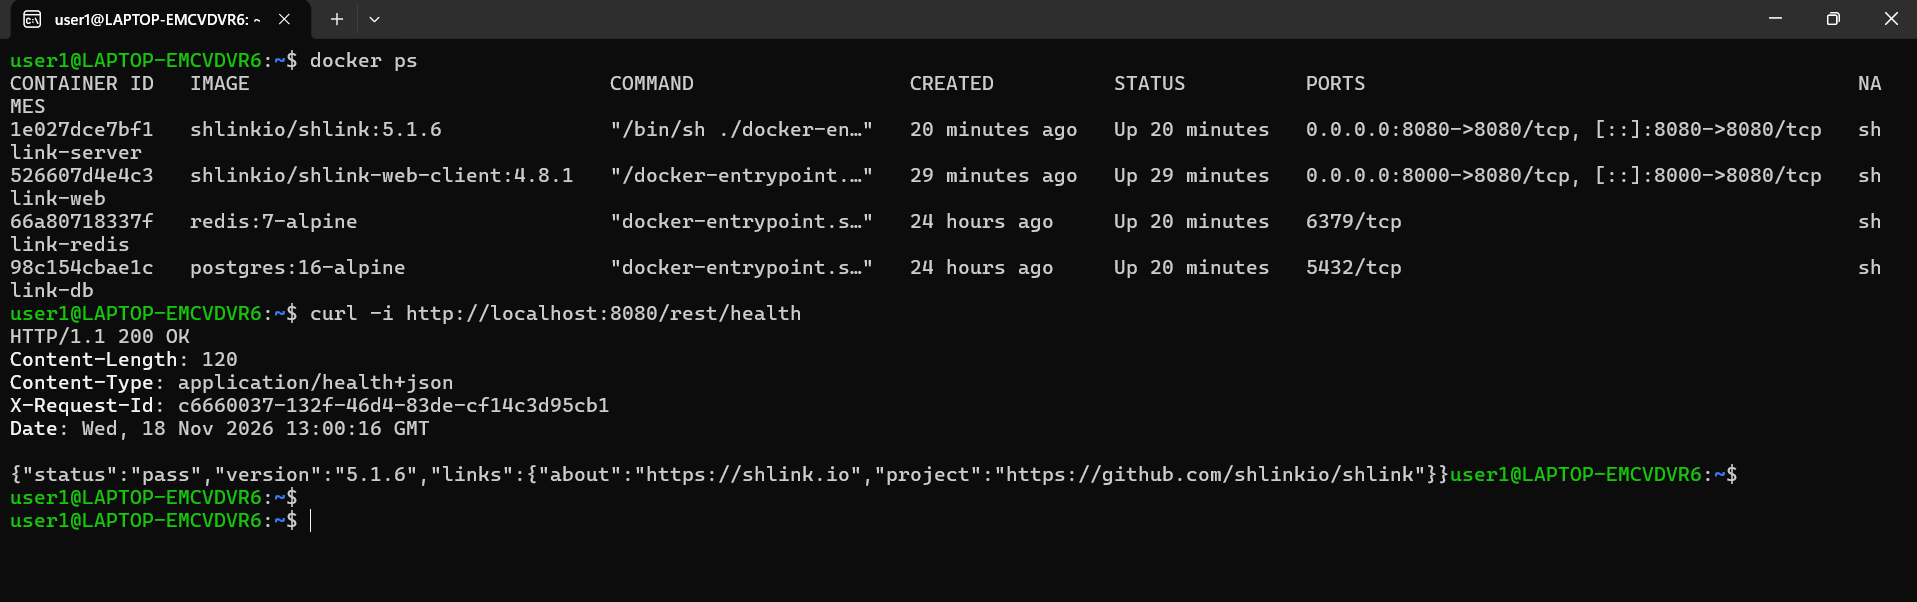 user1@LAPTOP-EMCVDVR6: ~
user1@LAPTOP-EMCVDVR6:~$ docker ps
CONTAINER ID   IMAGE                              COMMAND                  CREATED          STATUS          PORTS                                         NA
MES
1e027dce7bf1   shlinkio/shlink:5.1.6              "/bin/sh ./docker-en…"   20 minutes ago   Up 20 minutes   0.0.0.0:8080->8080/tcp, [::]:8080->8080/tcp   sh
link-server
526607d4e4c3   shlinkio/shlink-web-client:4.8.1   "/docker-entrypoint.…"   29 minutes ago   Up 29 minutes   0.0.0.0:8000->8080/tcp, [::]:8000->8080/tcp   sh
link-web
66a80718337f   redis:7-alpine                     "docker-entrypoint.s…"   24 hours ago     Up 20 minutes   6379/tcp                                      sh
link-redis
98c154cbae1c   postgres:16-alpine                 "docker-entrypoint.s…"   24 hours ago     Up 20 minutes   5432/tcp                                      sh
link-db
user1@LAPTOP-EMCVDVR6:~$ curl -i http://localhost:8080/rest/health
HTTP/1.1 200 OK
Content-Length: 120
Content-Type: application/health+json
X-Request-Id: c6660037-132f-46d4-83de-cf14c3d95cb1
Date: Wed, 18 Nov 2026 13:00:16 GMT

{"status":"pass","version":"5.1.6","links":{"about":"https://shlink.io","project":"https://github.com/shlinkio/shlink"}}user1@LAPTOP-EMCVDVR6:~$
user1@LAPTOP-EMCVDVR6:~$
user1@LAPTOP-EMCVDVR6:~$